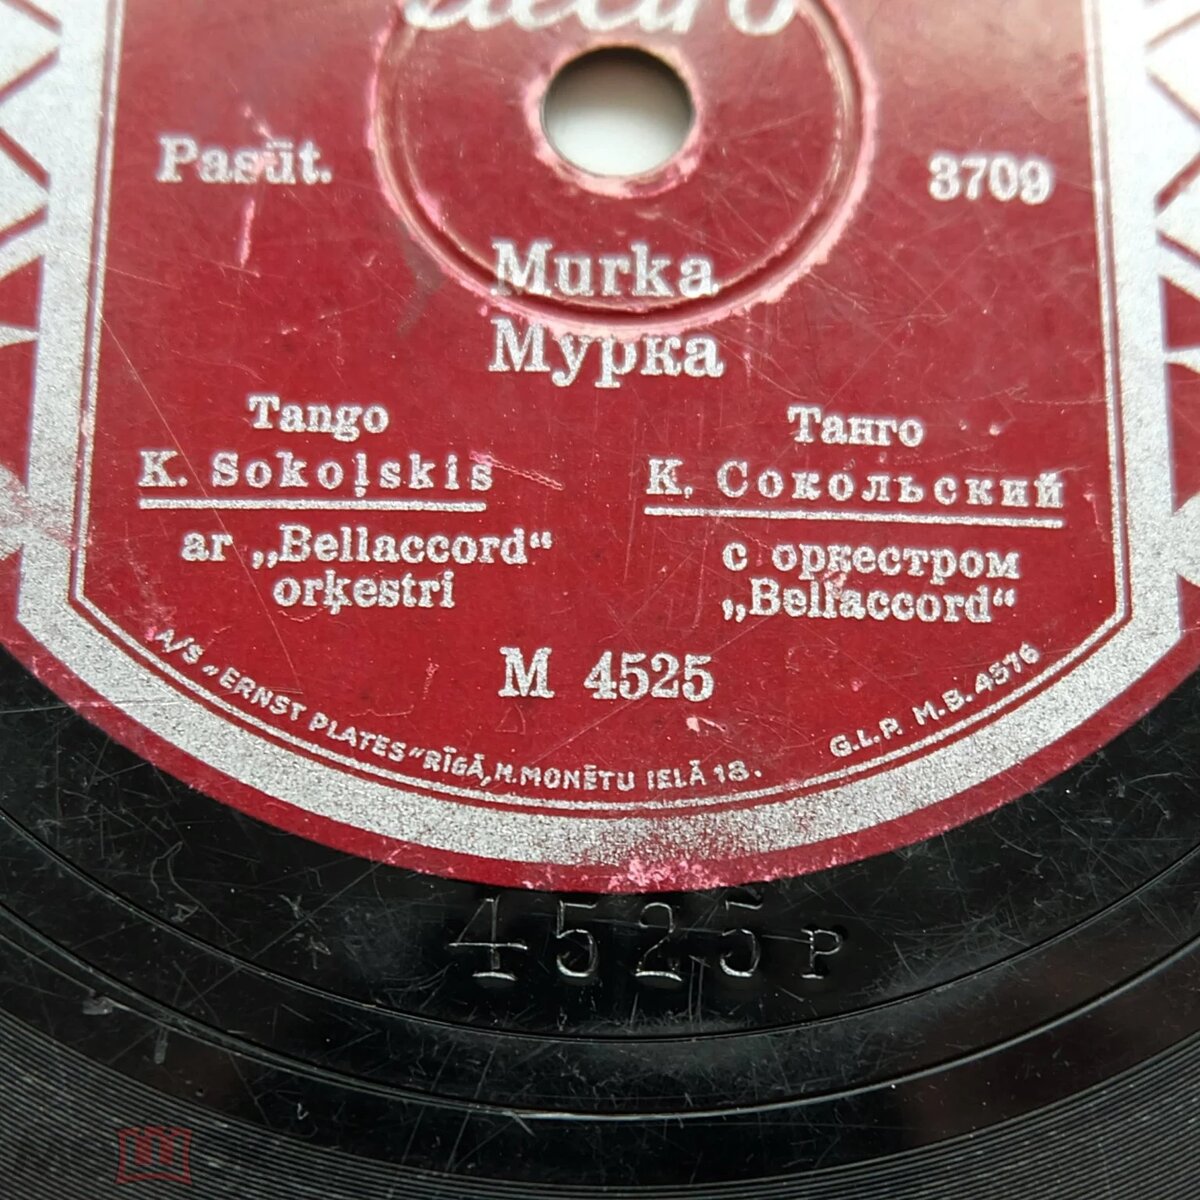 Pasūt. 3709
Murka
Мурка
Tango
K. Sokoļskis
ar „Bellaccord“
orķestri
Танго
К. Сокольский
с оркестром
„Bellaccord“
M 4525
A/S „ERNST PLATES" RĪGĀ, M. MONĒTU IELĀ 18.
G.L.P. M.B. 4576
4525 P